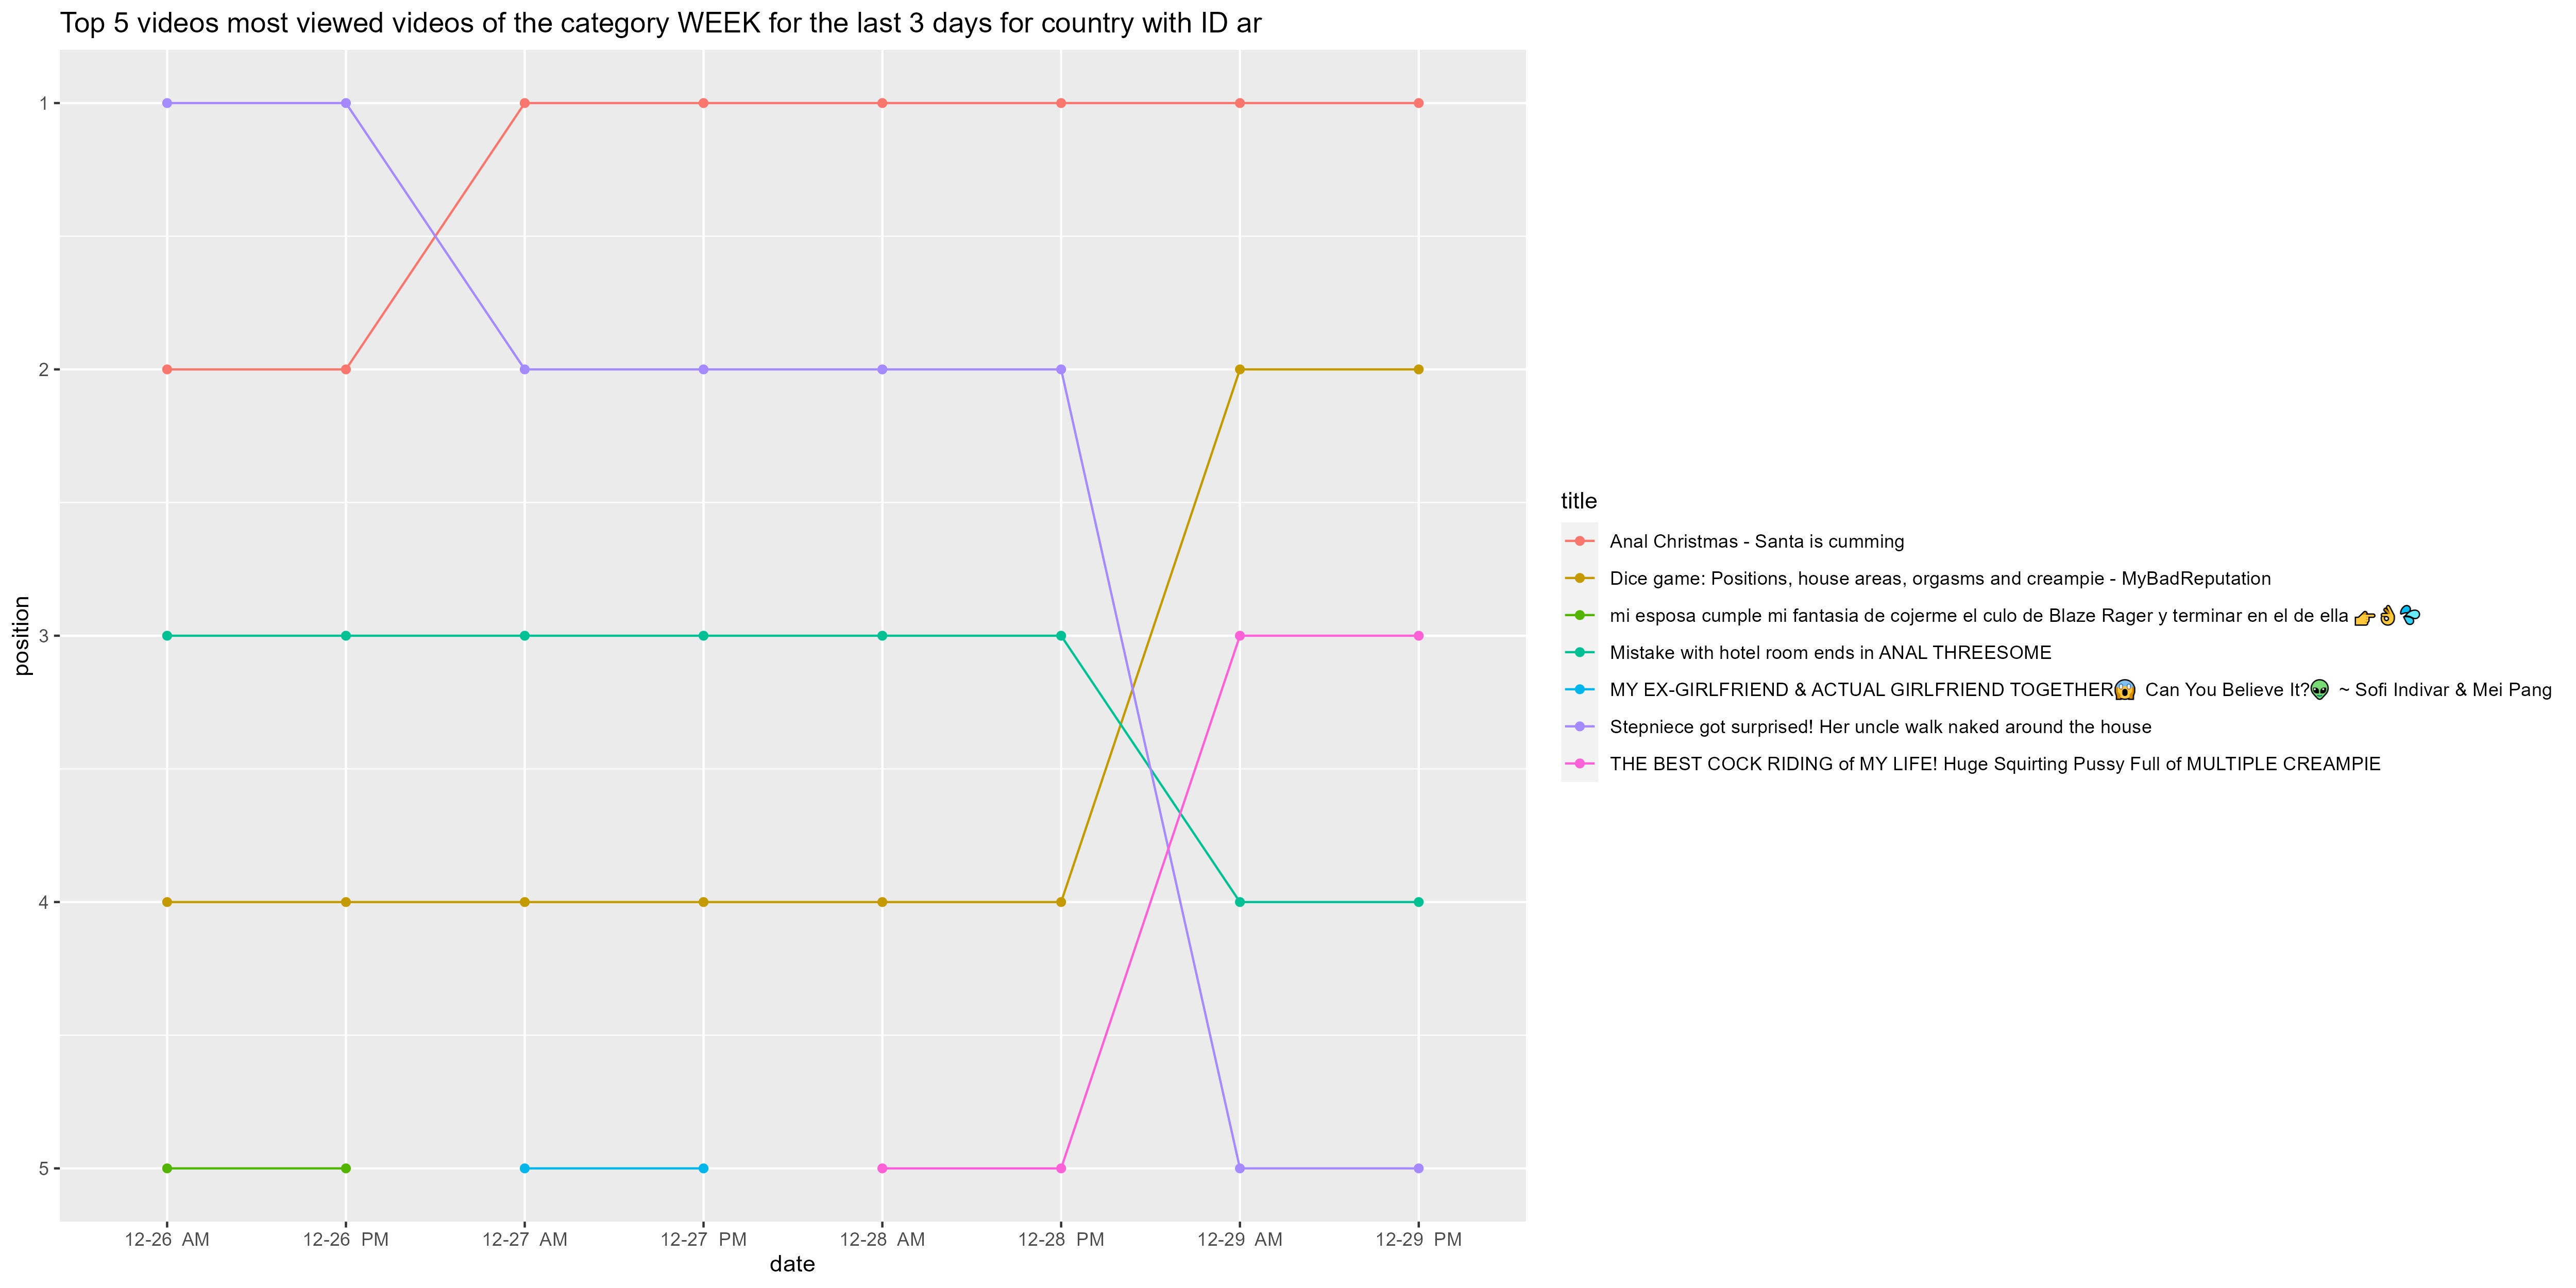 Top 5 videos most viewed videos of the category WEEK for the last 3 days for country with ID ar
position
1
2
3
4
5
12-26 AM
12-26 PM
12-27 AM
12-27 PM
12-28 AM
12-28 PM
12-29 AM
12-29 PM
date
title
Anal Christmas - Santa is cumming
Dice game: Positions, house areas, orgasms and creampie - MyBadReputation
mi esposa cumple mi fantasia de cojerme el culo de Blaze Rager y terminar en el de ella 👉👌💦
Mistake with hotel room ends in ANAL THREESOME
MY EX-GIRLFRIEND & ACTUAL GIRLFRIEND TOGETHER😱 Can You Believe It?👽 ~ Sofi Indivar & Mei Pang
Stepniece got surprised! Her uncle walk naked around the house
THE BEST COCK RIDING of MY LIFE! Huge Squirting Pussy Full of MULTIPLE CREAMPIE